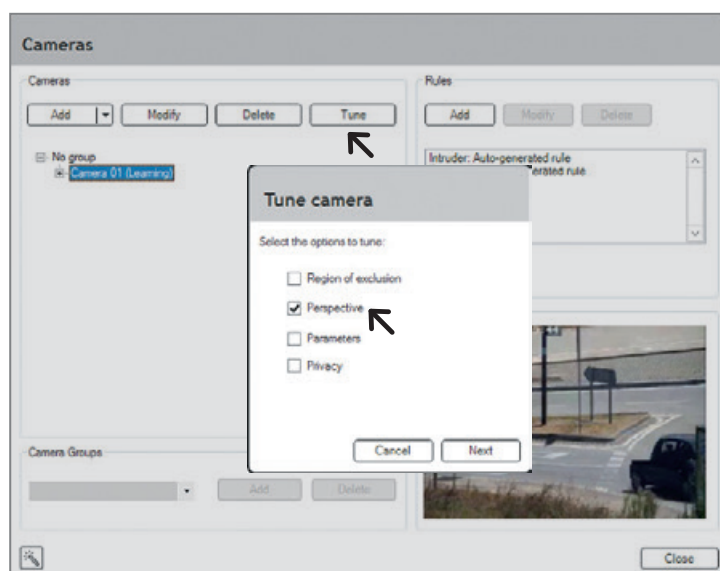 Cameras
Cameras
Add Modify Delete Tune
No group
Camera 01 (Learning)
Rules
Add Modify Delete
Intruder: Auto-generated rule
erated rule
Tune camera
Select the options to tune:
Region of exclusion
Perspective
Parameters
Privacy
Cancel Next
Camera Groups
Add Delete
Close